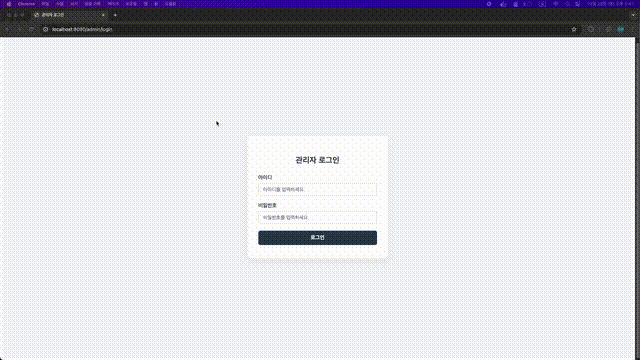 Chrome
관리자 로그인
localhost:8080/admin/login
관리자 로그인
아이디
아이디를 입력하세요
비밀번호
비밀번호를 입력하세요
로그인